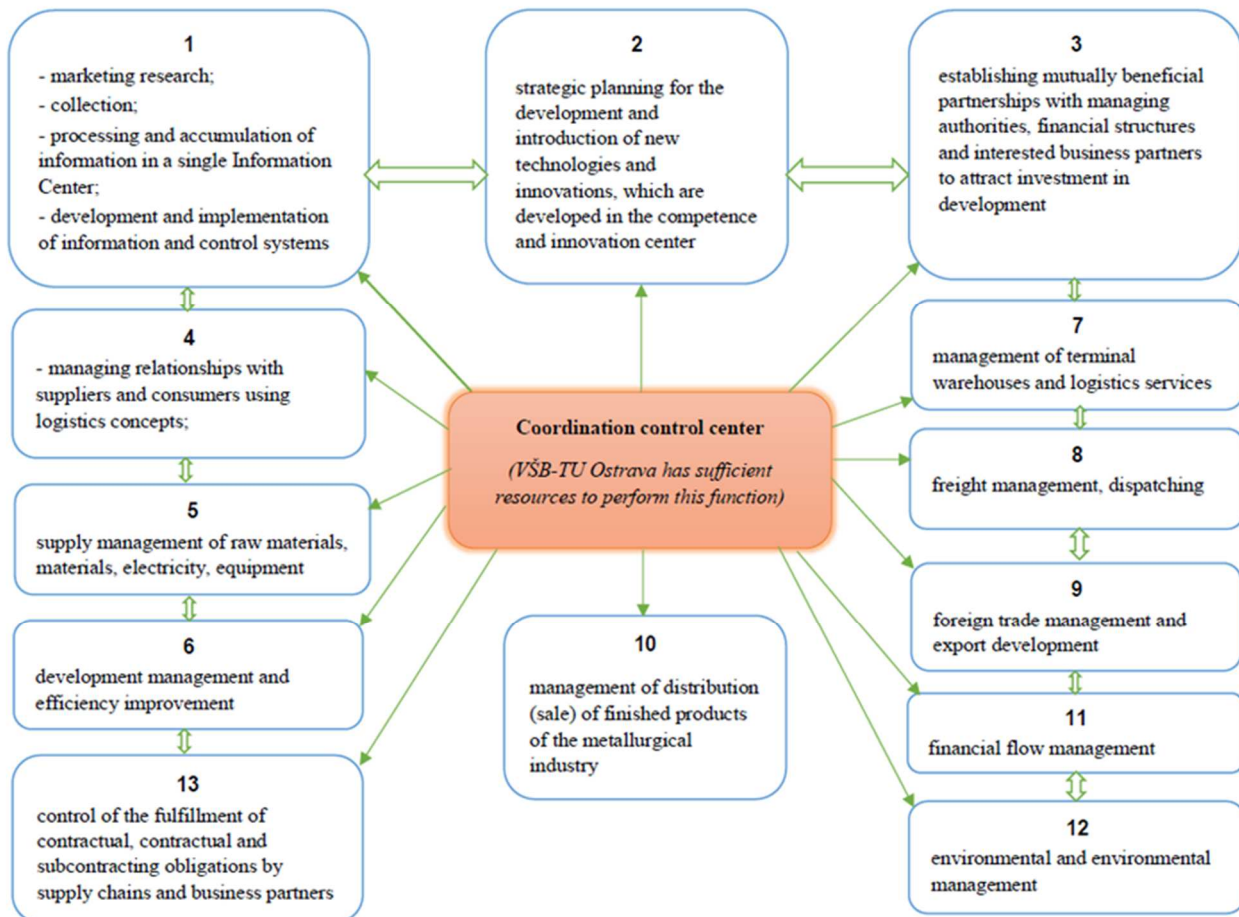 1
- marketing research;
- collection;
- processing and accumulation of
information in a single Information
Center;
- development and implementation
of information and control systems
2
strategic planning for the
development and
introduction of new
technologies and
innovations, which are
developed in the competence
and innovation center
3
establishing mutually beneficial
partnerships with managing
authorities, financial structures
and interested business partners
to attract investment in
development
4
- managing relationships with
suppliers and consumers using
logistics concepts;
7
management of terminal
warehouses and logistics services
Coordination control center
(VŠB-TU Ostrava has sufficient
resources to perform this function)
8
freight management, dispatching
5
supply management of raw materials,
materials, electricity, equipment
9
foreign trade management and
export development
6
development management and
efficiency improvement
10
management of distribution
(sale) of finished products
of the metallurgical
industry
11
financial flow management
13
control of the fulfillment of
contractual, contractual and
subcontracting obligations by
supply chains and business partners
12
environmental and environmental
management